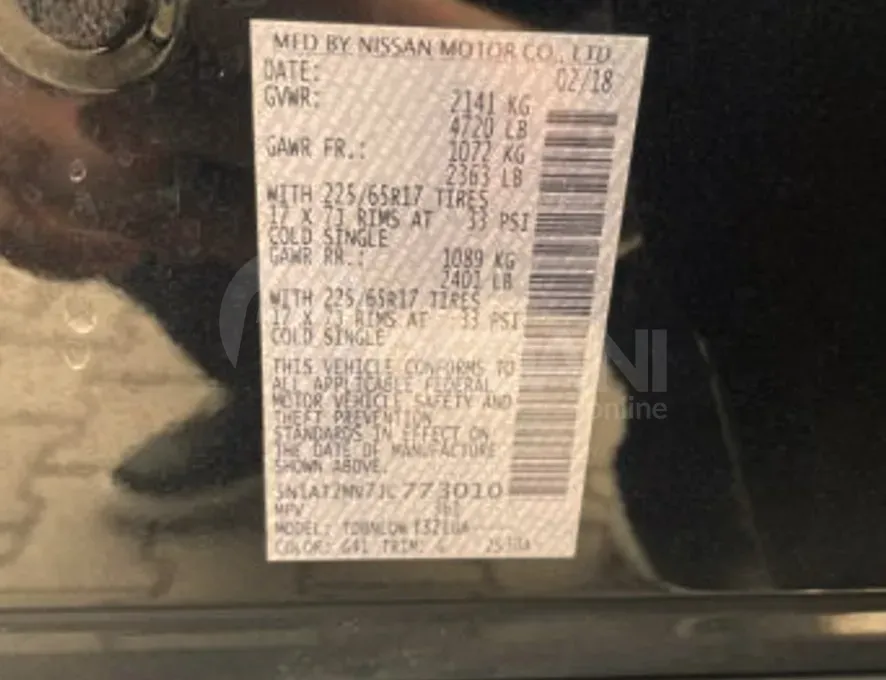 MFD BY NISSAN MOTOR CO., LTD
DATE: 02/18
GVWR: 2141 KG
4720 LB
GAWR FR.: 1072 KG
2363 LB
WITH 225/65R17 TIRES
17 X 7J RIMS AT 33 PSI
COLD SINGLE
GAWR RR.: 1089 KG
2401 LB
WITH 225/65R17 TIRES
17 X 7J RIMS AT 33 PSI
COLD SINGLE
THIS VEHICLE CONFORMS TO
ALL APPLICABLE FEDERAL
MOTOR VEHICLE SAFETY AND
THEFT PREVENTION
STANDARDS IN EFFECT ON
THE DATE OF MANUFACTURE
SHOWN ABOVE.
5N1AT2MV7JC773010
MPV
MODEL:
COLOR: G41 TRIM: G
online